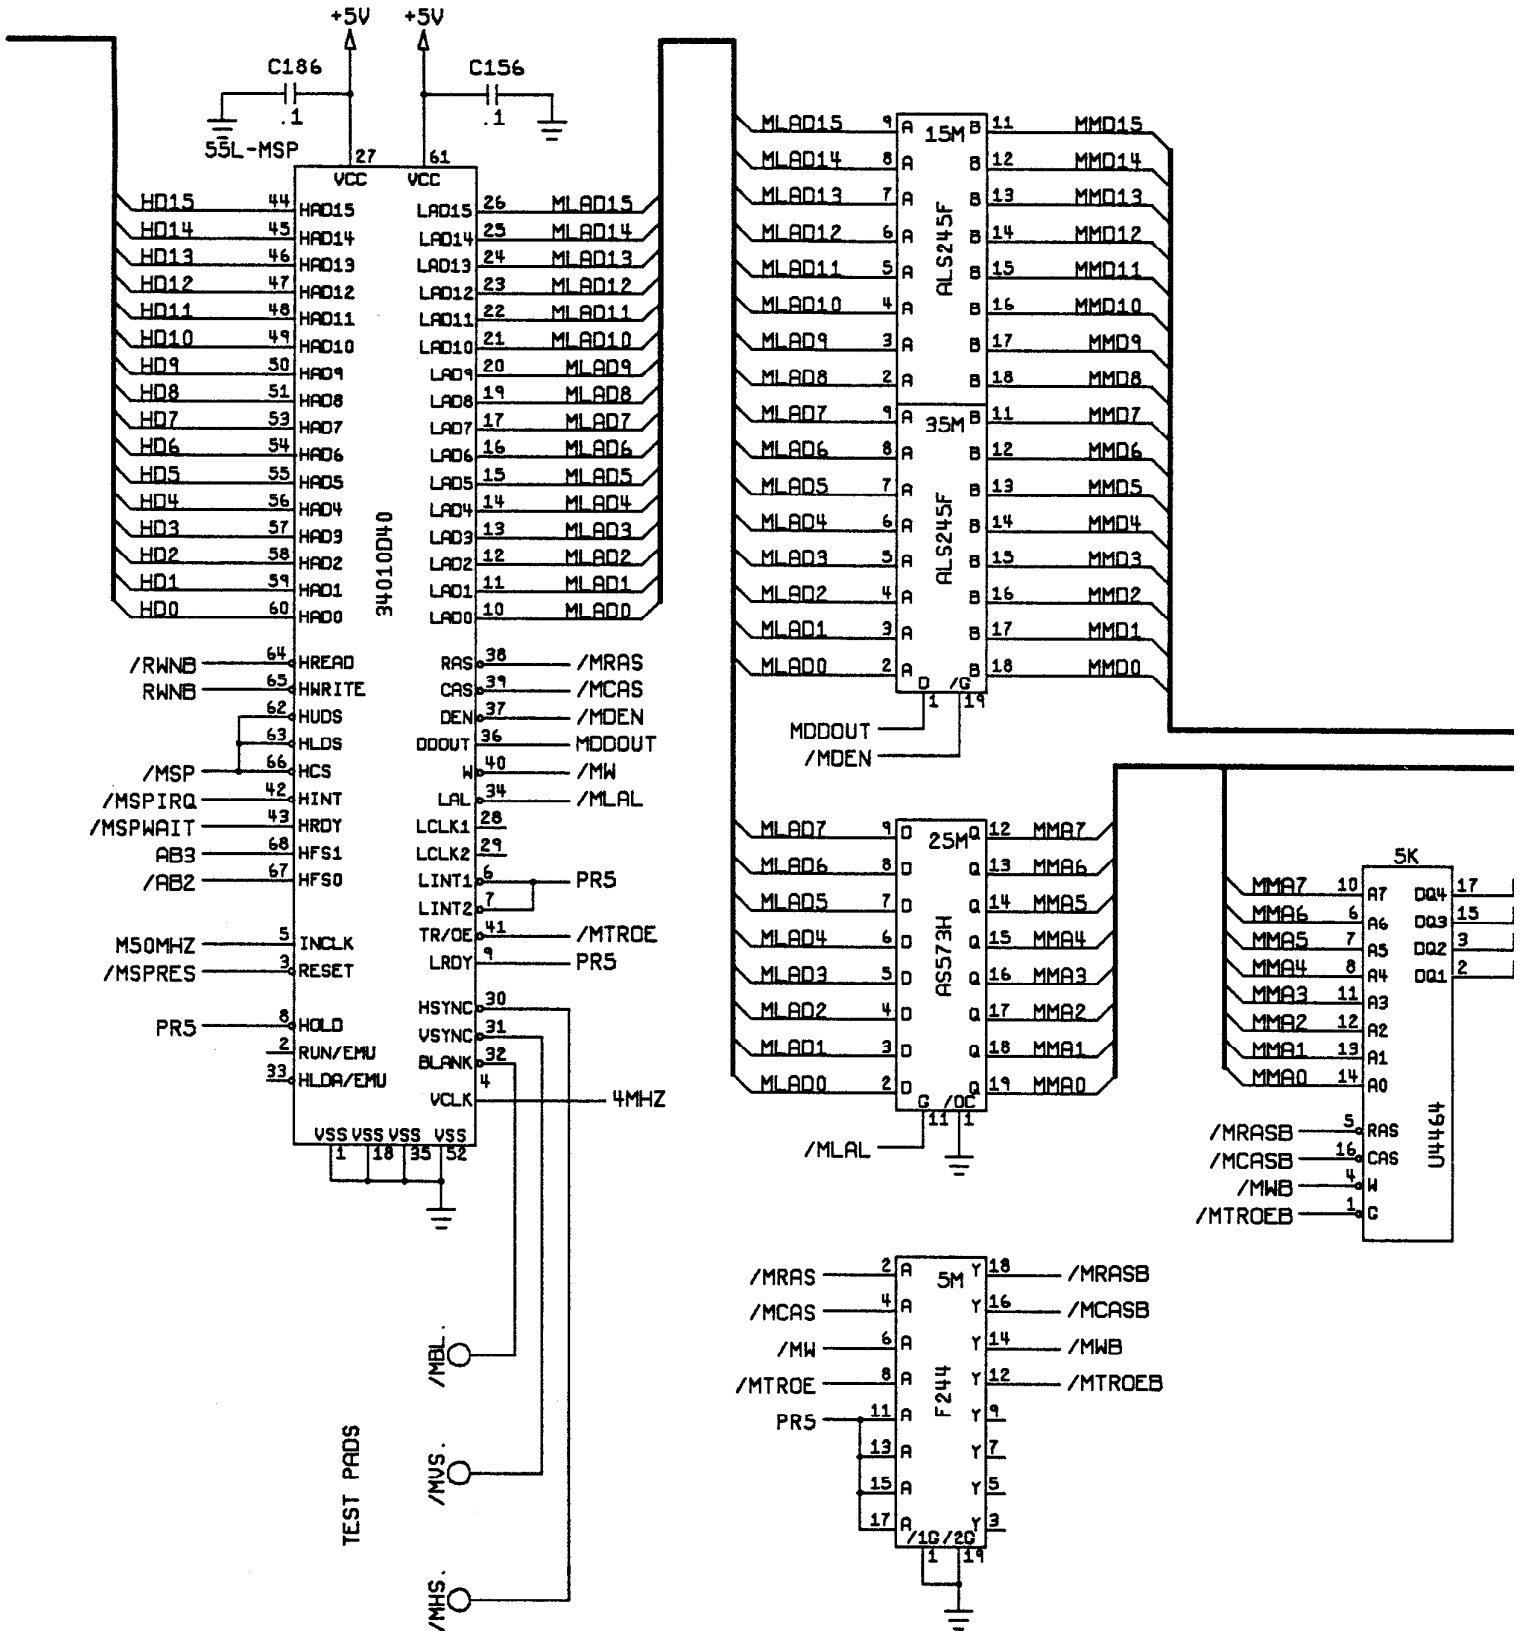 +5V +5V
C186 C156
.1 .1
55L-MSP
27 61
VCC VCC
HD15 44 HAD15 LAD15 26 MLAD15
HD14 45 HAD14 LAD14 25 MLAD14
HD13 46 HAD13 LAD13 24 MLAD13
HD12 47 HAD12 LAD12 23 MLAD12
HD11 48 HAD11 LAD11 22 MLAD11
HD10 49 HAD10 LAD10 21 MLAD10
HD9 50 HAD9 LAD9 20 MLAD9
HD8 51 HAD8 LAD8 19 MLAD8
HD7 53 HAD7 LAD7 17 MLAD7
HD6 54 HAD6 LAD6 16 MLAD6
HD5 55 HAD5 LAD5 15 MLAD5
HD4 56 HAD4 LAD4 14 MLAD4
HD3 57 HAD3 LAD3 13 MLAD3
HD2 58 HAD2 LAD2 12 MLAD2
HD1 59 HAD1 LAD1 11 MLAD1
HD0 60 HAD0 LAD0 10 MLAD0
34010D40
/RWNB 64 HREAD RAS 38 /MRAS
RWNB 65 HWRITE CAS 39 /MCAS
62 HUDS DEN 37 /MDEN
63 HLDS DDOUT 36 MDDOUT
/MSP 66 HCS W 40 /MW
/MSPIRQ 42 HINT LAL 34 /MLAL
/MSPWAIT 43 HRDY LCLK1 28
AB3 68 HFS1 LCLK2 29
/AB2 67 HFS0 LINT1 6 PR5
LINT2 7
TR/OE 41 /MTROE
M50MHZ 5 INCLK
/MSPRES 3 RESET LRDY 9 PR5
HSYNC 30
PR5 8 HOLD VSYNC 31
2 RUN/EMU BLANK 32
33 HLDA/EMU
VCLK 4 4MHZ
VSS VSS VSS VSS
1 18 35 52
/MBL.
/MVS.
/MHS.
TEST PADS
MLAD15 9 A 15M B 11 MMD15
MLAD14 8 A B 12 MMD14
MLAD13 7 A B 13 MMD13
MLAD12 6 A B 14 MMD12
MLAD11 5 A B 15 MMD11
MLAD10 4 A B 16 MMD10
MLAD9 3 A B 17 MMD9
MLAD8 2 A B 18 MMD8
ALS245F
MLAD7 9 A 35M B 11 MMD7
MLAD6 8 A B 12 MMD6
MLAD5 7 A B 13 MMD5
MLAD4 6 A B 14 MMD4
MLAD3 5 A B 15 MMD3
MLAD2 4 A B 16 MMD2
MLAD1 3 A B 17 MMD1
MLAD0 2 A B 18 MMD0
ALS245F
D /G
1 19
MDDOUT
/MDEN
MLAD7 9 D 25M Q 12 MMA7
MLAD6 8 D Q 13 MMA6
MLAD5 7 D Q 14 MMA5
MLAD4 6 D Q 15 MMA4
MLAD3 5 D Q 16 MMA3
MLAD2 4 D Q 17 MMA2
MLAD1 3 D Q 18 MMA1
MLAD0 2 D Q 19 MMA0
AS573H
G /OC
11 1
/MLAL
/MRAS 2 A 5M Y 18 /MRASB
/MCAS 4 A Y 16 /MCASB
/MW 6 A Y 14 /MWB
/MTROE 8 A Y 12 /MTROEB
PR5 11 A Y 9
13 A Y 7
15 A Y 5
17 A Y 3
F244
/1G /2G
1 19
5K
MMA7 10 A7 DQ4 17
MMA6 6 A6 DQ3 15
MMA5 7 A5 DQ2 3
MMA4 8 A4 DQ1 2
MMA3 11 A3
MMA2 12 A2
MMA1 13 A1
MMA0 14 A0
U4464
/MRASB 5 RAS
/MCASB 16 CAS
/MWB 4 W
/MTROEB 1 G